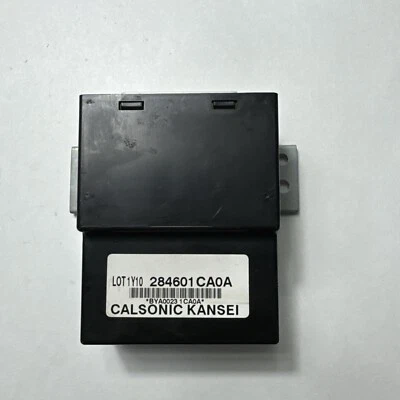 LOT1Y10 284601CA0A
*BYA0023 1CA0A*
CALSONIC KANSEI